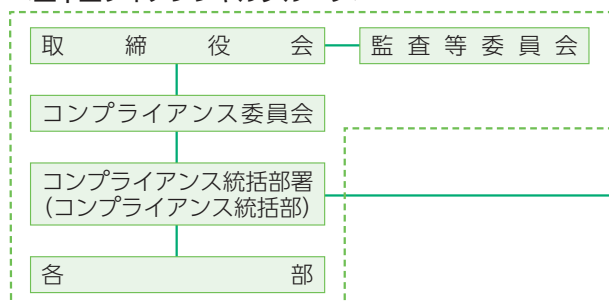 取締役会
監査等委員会
コンプライアンス委員会
コンプライアンス統括部署
(コンプライアンス統括部)
各部